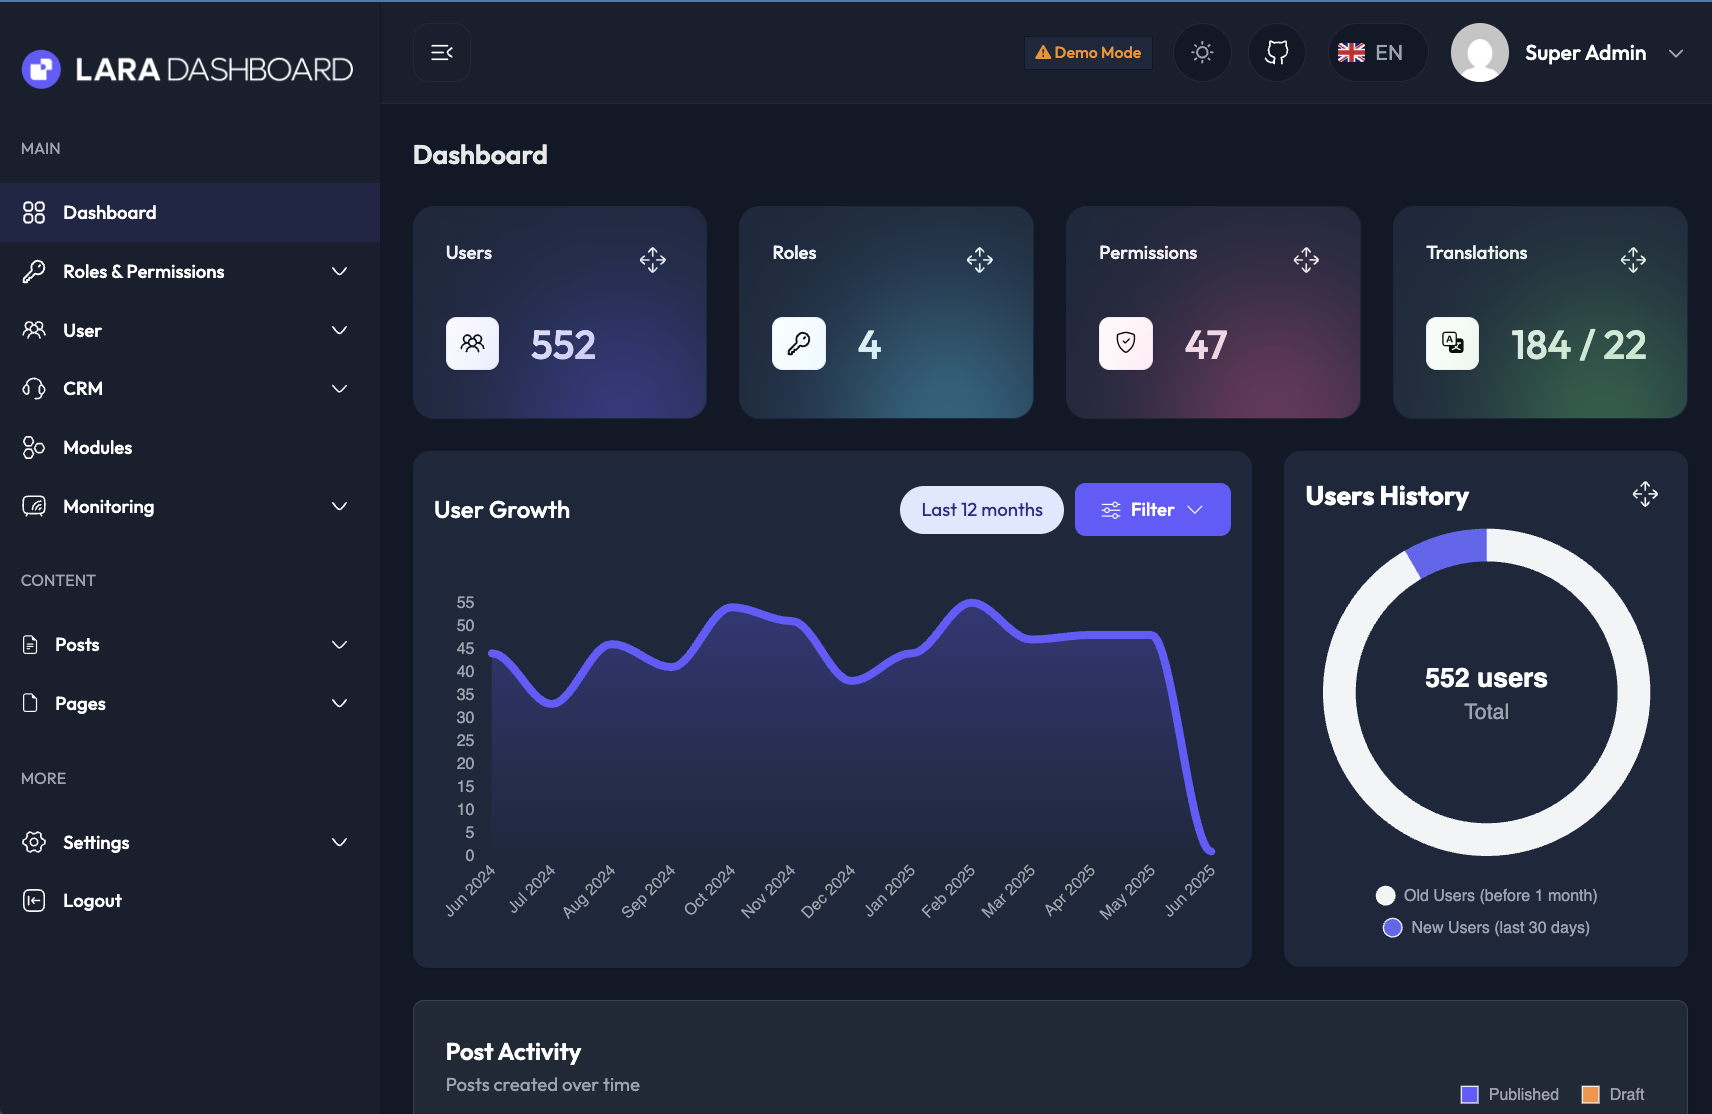 LARA DASHBOARD
Demo Mode
EN
Super Admin
MAIN
Dashboard
Roles & Permissions
User
CRM
Modules
Monitoring
CONTENT
Posts
Pages
MORE
Settings
Logout
Dashboard
Users
552
Roles
4
Permissions
47
Translations
184 / 22
User Growth
Last 12 months
Filter
55
50
45
40
35
30
25
20
15
10
5
0
Jun 2024
Jul 2024
Aug 2024
Sep 2024
Oct 2024
Nov 2024
Dec 2024
Jan 2025
Feb 2025
Mar 2025
Apr 2025
May 2025
Jun 2025
Users History
552 users
Total
Old Users (before 1 month)
New Users (last 30 days)
Post Activity
Posts created over time
Published
Draft